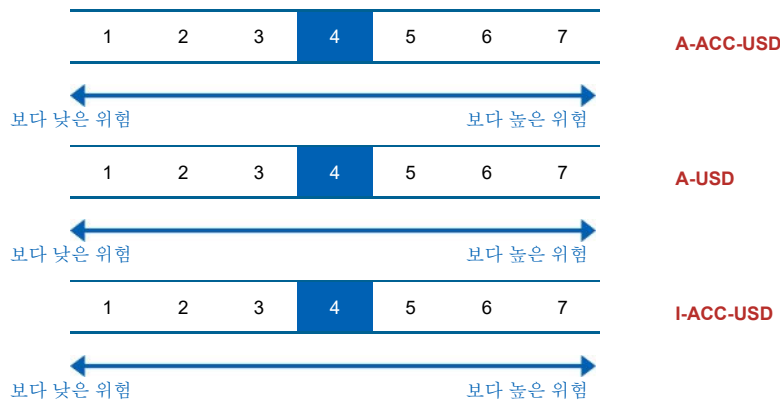 1 2 3 4 5 6 7 A-ACC-USD
보다 낮은 위험 보다 높은 위험
1 2 3 4 5 6 7 A-USD
보다 낮은 위험 보다 높은 위험
1 2 3 4 5 6 7 I-ACC-USD
보다 낮은 위험 보다 높은 위험